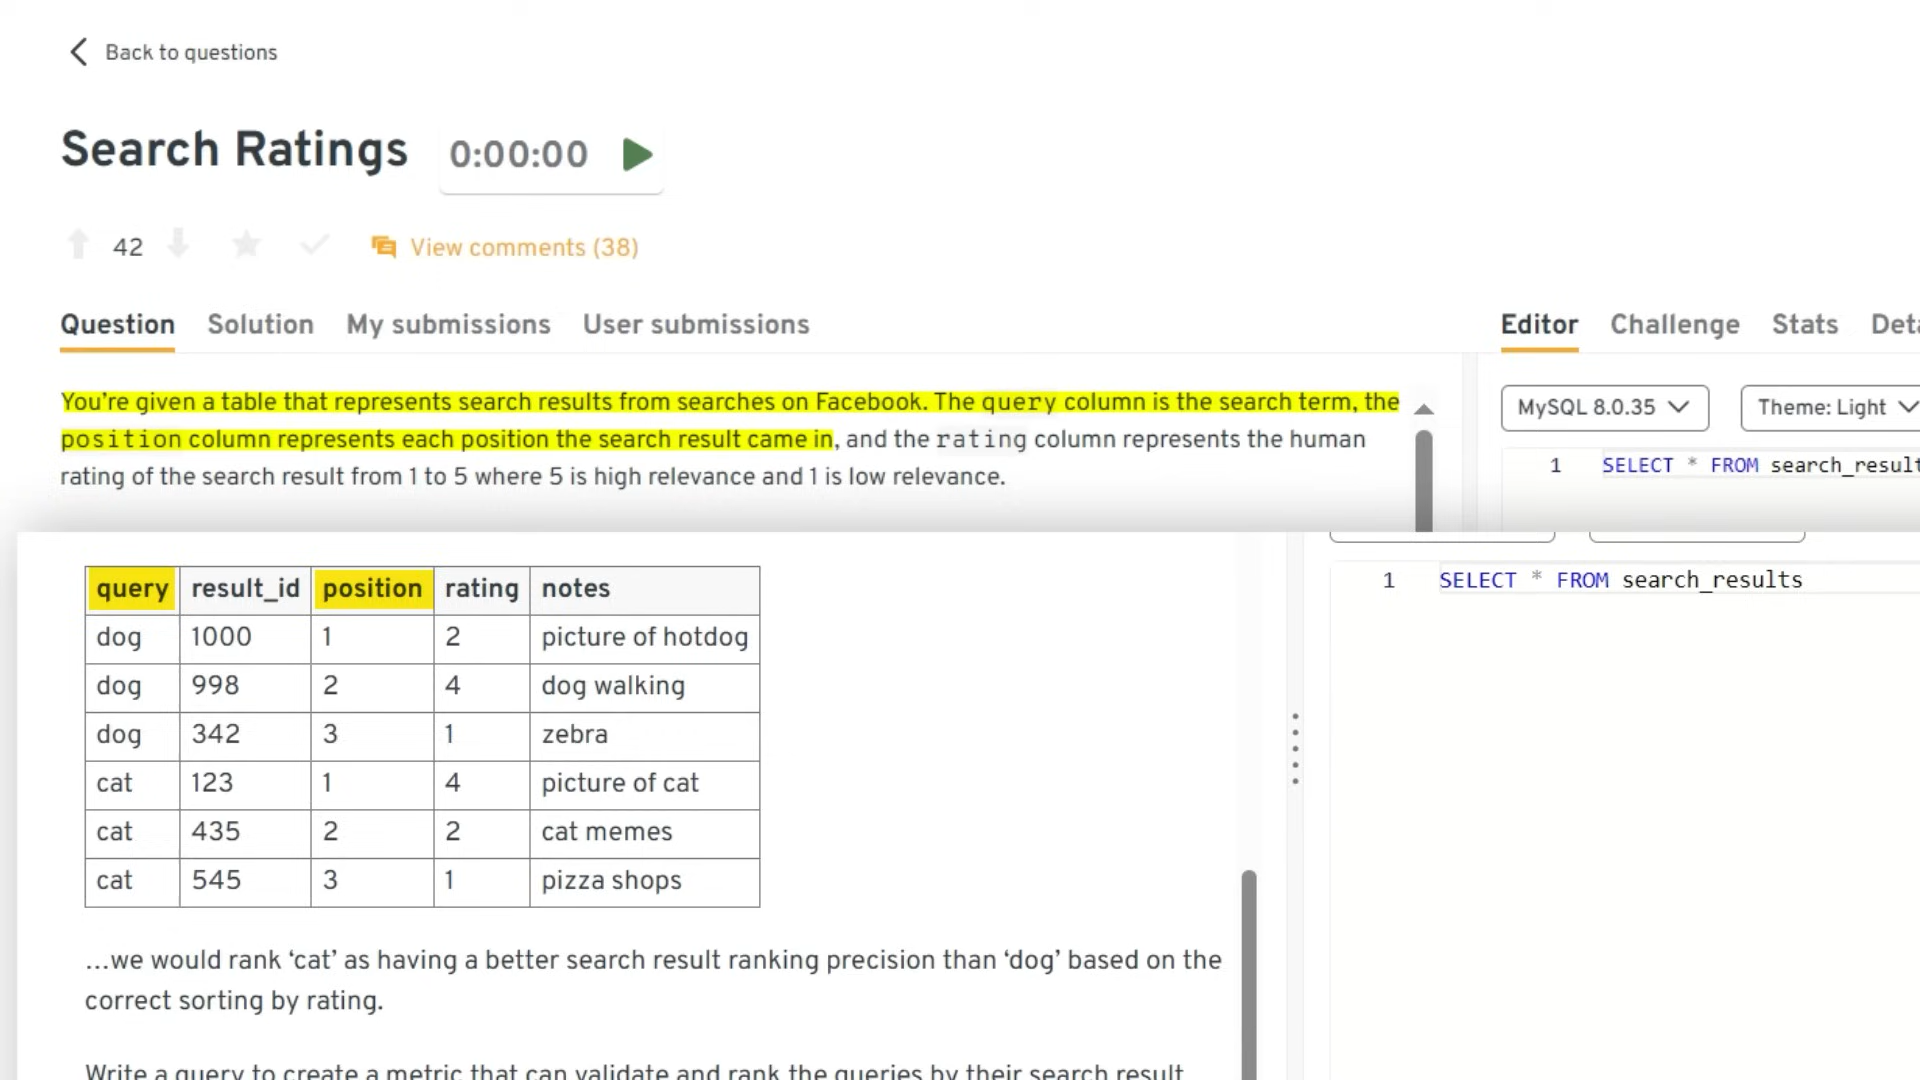 Back to questions
Search Ratings
0:00:00
42
View comments (38)
Question Solution My submissions User submissions
Editor Challenge Stats
You're given a table that represents search results from searches on Facebook. The query column is the search term, the
position column represents each position the search result came in, and the rating column represents the human
rating of the search result from 1 to 5 where 5 is high relevance and 1 is low relevance.
MySQL 8.0.35 Theme: Light
1 SELECT * FROM search_result
query result_id position rating notes
dog 1000 1 2 picture of hotdog
dog 998 2 4 dog walking
dog 342 3 1 zebra
cat 123 1 4 picture of cat
cat 435 2 2 cat memes
cat 545 3 1 pizza shops
...we would rank ‘cat’ as having a better search result ranking precision than ‘dog’ based on the
correct sorting by rating.
Write a query to create a metric that can validate and rank the queries by their search result
1 SELECT * FROM search_results